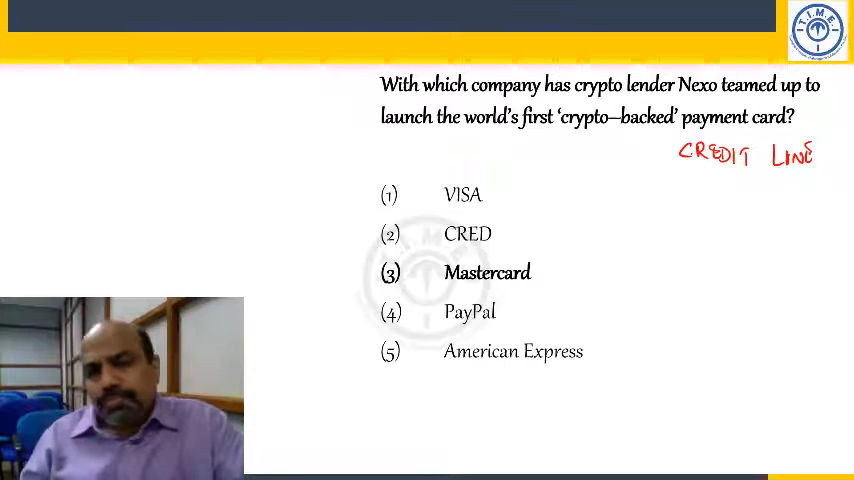 T.I.M.E.
With which company has crypto lender Nexo teamed up to
launch the world's first 'crypto–backed' payment card?
CREDIT LINE
(1) VISA
(2) CRED
(3) Mastercard
(4) PayPal
(5) American Express